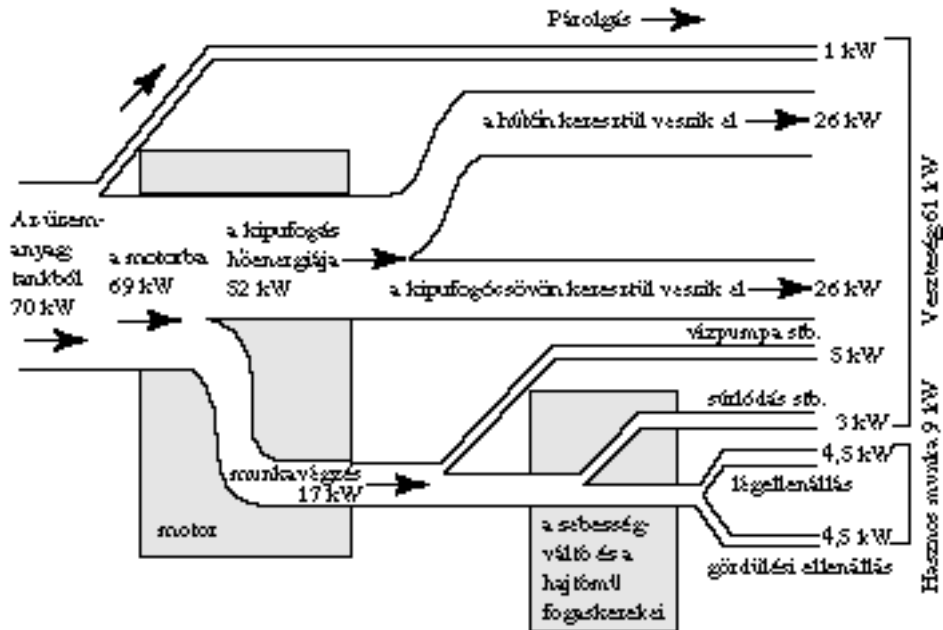 Párolgás
1 kW
a hűtőn keresztül veszik el
26 kW
Az üzem-
anyag
tankból
70 kW
a motorba
69 kW
a kipufogás
hőenergiája
52 kW
a kipufogócsövön keresztül veszik el
26 kW
vízpumpa stb.
5 kW
súrlódás stb.
3 kW
munkavégzés
17 kW
4,5 kW
légellenállás
4,5 kW
gördülési ellenállás
motor
a sebesség-
váltó és a
hajtómű
fogaskerekei
Veszteség 61 kW
Hasznos munka 9 kW